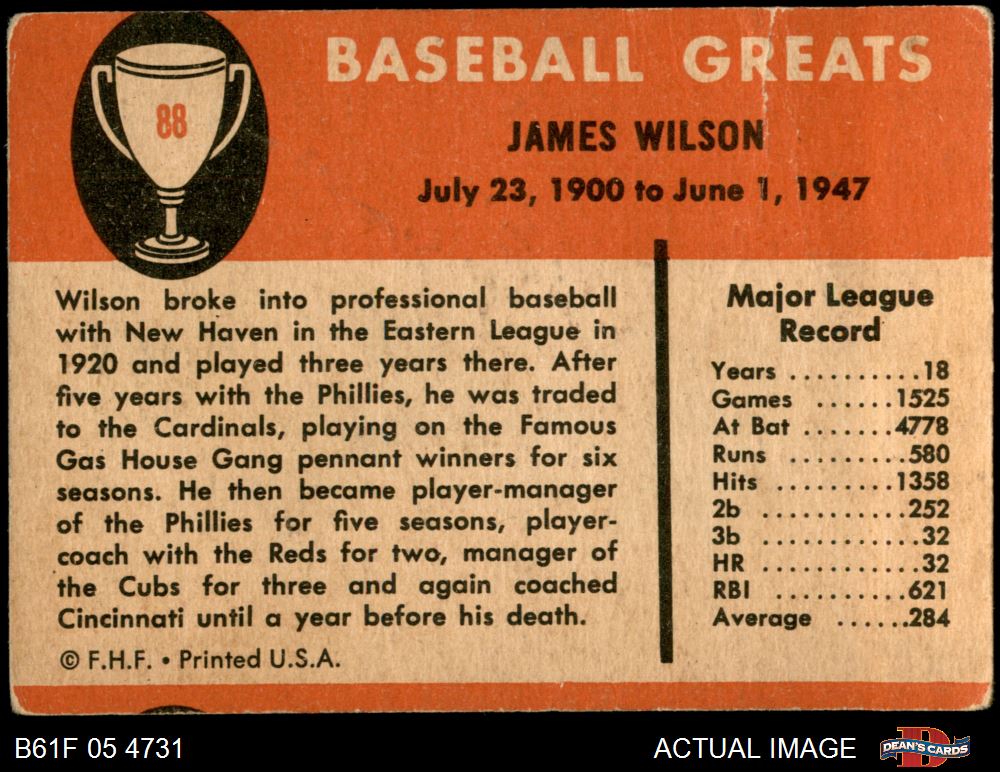 88
BASEBALL GREATS
JAMES WILSON
July 23, 1900 to June 1, 1947
Wilson broke into professional baseball
with New Haven in the Eastern League in
1920 and played three years there. After
five years with the Phillies, he was traded
to the Cardinals, playing on the Famous
Gas House Gang pennant winners for six
seasons. He then became player-manager
of the Phillies for five seasons, player-
coach with the Reds for two, manager of
the Cubs for three and again coached
Cincinnati until a year before his death.
© F.H.F. • Printed U.S.A.
Major League
Record
Years ..........18
Games ......1525
At Bat .......4778
Runs .........580
Hits .........1358
2b ...........252
3b ............32
HR ............32
RBI ..........621
Average ......284
B61F 05 4731
ACTUAL IMAGE
D
DEAN'S CARDS